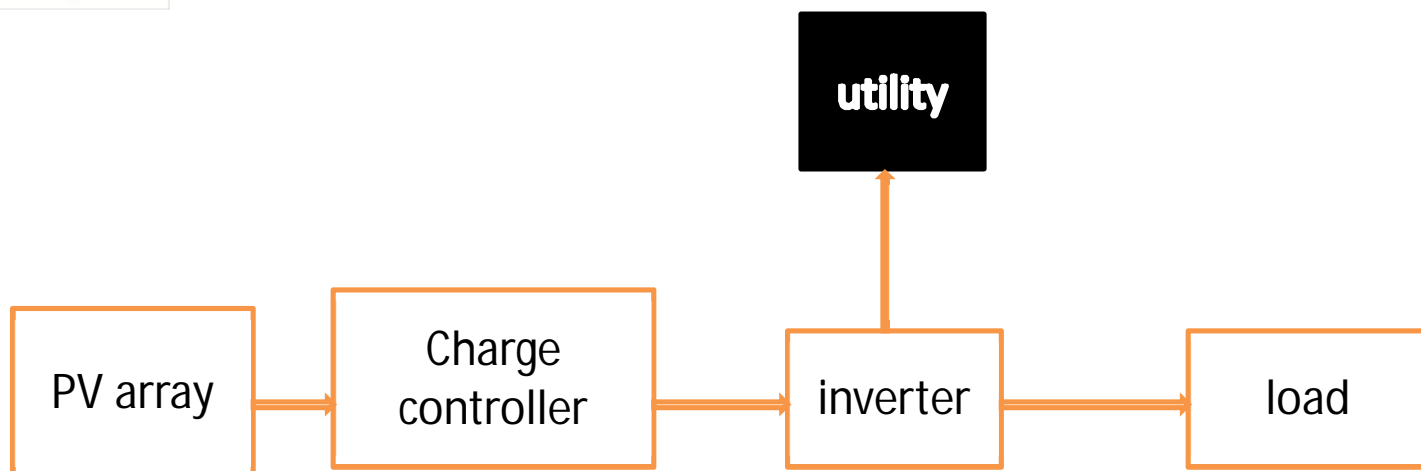 utility
PV array
Charge
controller
inverter
load